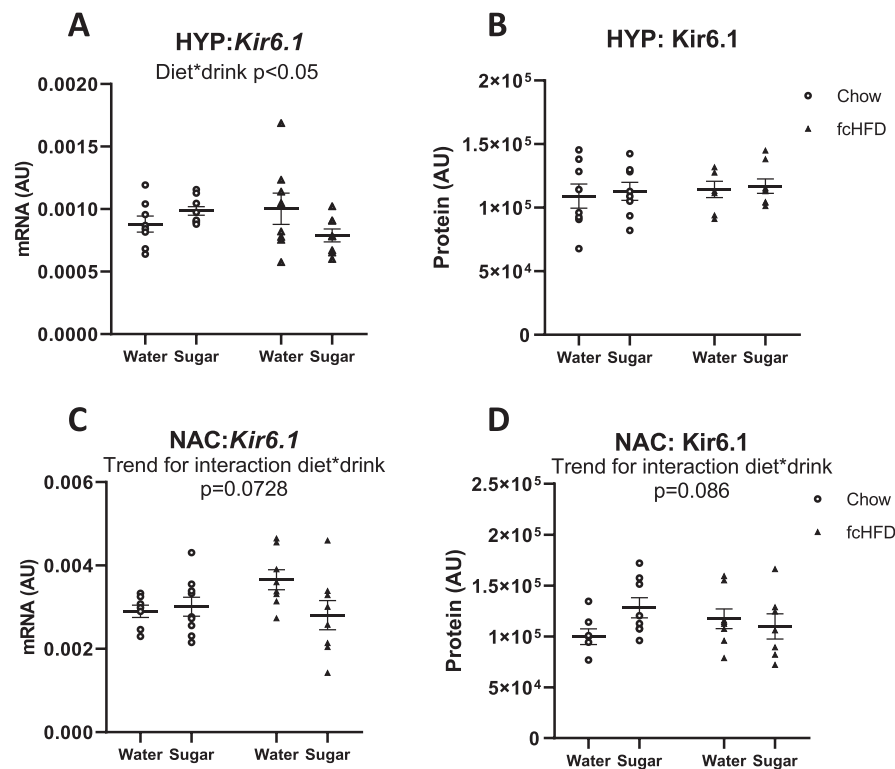 A
HYP:Kir6.1
Diet*drink p<0.05
0.0020
0.0015
0.0010
0.0005
0.0000
mRNA (AU)
Water Sugar Water Sugar
B
HYP: Kir6.1
2×10⁵
1.5×10⁵
1×10⁵
5×10⁴
0
Protein (AU)
Water Sugar Water Sugar
Chow
fcHFD
C
NAC:Kir6.1
Trend for interaction diet*drink
p=0.0728
0.006
0.004
0.002
0.000
mRNA (AU)
Water Sugar Water Sugar
D
NAC: Kir6.1
Trend for interaction diet*drink
p=0.086
2.5×10⁵
2×10⁵
1.5×10⁵
1×10⁵
5×10⁴
0
Protein (AU)
Water Sugar Water Sugar
Chow
fcHFD